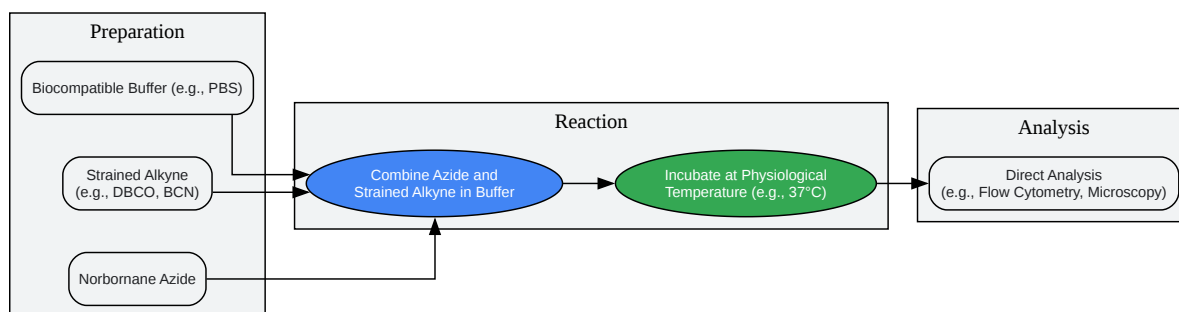 Preparation
Biocompatible Buffer (e.g., PBS)
Strained Alkyne
(e.g., DBCO, BCN)
Norbornane Azide
Reaction
Combine Azide and
Strained Alkyne in Buffer
Incubate at Physiological
Temperature (e.g., 37°C)
Analysis
Direct Analysis
(e.g., Flow Cytometry, Microscopy)